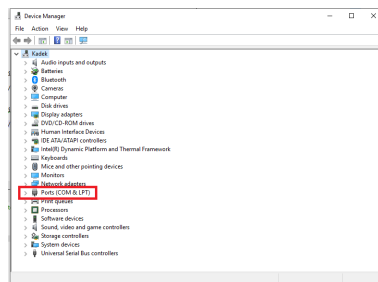 Device Manager
File Action View Help
Kadek
Audio inputs and outputs
Batteries
Bluetooth
Cameras
Computer
Disk drives
Display adapters
DVD/CD-ROM drives
Human Interface Devices
IDE ATA/ATAPI controllers
Intel(R) Dynamic Platform and Thermal Framework
Keyboards
Mice and other pointing devices
Monitors
Network adapters
Ports (COM & LPT)
Print queues
Processors
Software devices
Sound, video and game controllers
Storage controllers
System devices
Universal Serial Bus controllers